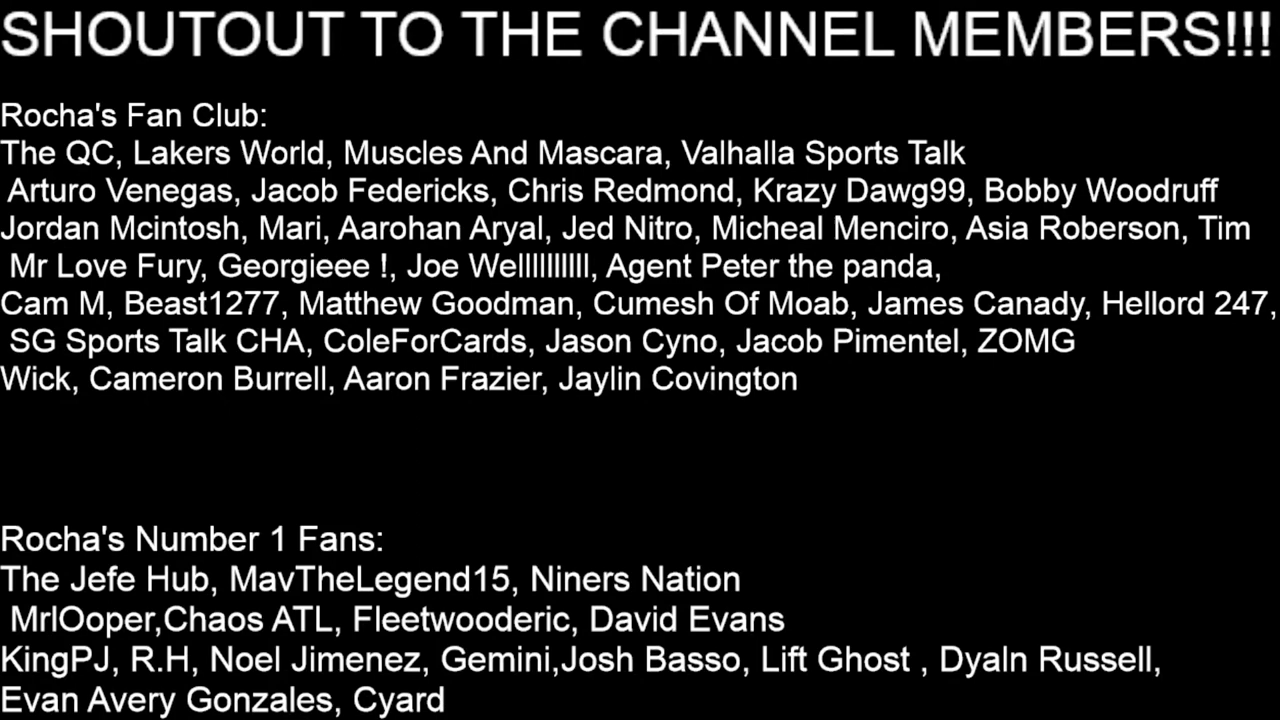 SHOUTOUT TO THE CHANNEL MEMBERS!!!
Rocha's Fan Club:
The QC, Lakers World, Muscles And Mascara, Valhalla Sports Talk
Arturo Venegas, Jacob Federicks, Chris Redmond, Krazy Dawg99, Bobby Woodruff
Jordan Mcintosh, Mari, Aarohan Aryal, Jed Nitro, Micheal Menciro, Asia Roberson, Tim
Mr Love Fury, Georgieee !, Joe Wellllllllll, Agent Peter the panda,
Cam M, Beast1277, Matthew Goodman, Cumesh Of Moab, James Canady, Hellord 247,
SG Sports Talk CHA, ColeForCards, Jason Cyno, Jacob Pimentel, ZOMG
Wick, Cameron Burrell, Aaron Frazier, Jaylin Covington
Rocha's Number 1 Fans:
The Jefe Hub, MavTheLegend15, Niners Nation
MrlOoper,Chaos ATL, Fleetwooderic, David Evans
KingPJ, R.H, Noel Jimenez, Gemini,Josh Basso, Lift Ghost , Dyaln Russell,
Evan Avery Gonzales, Cyard